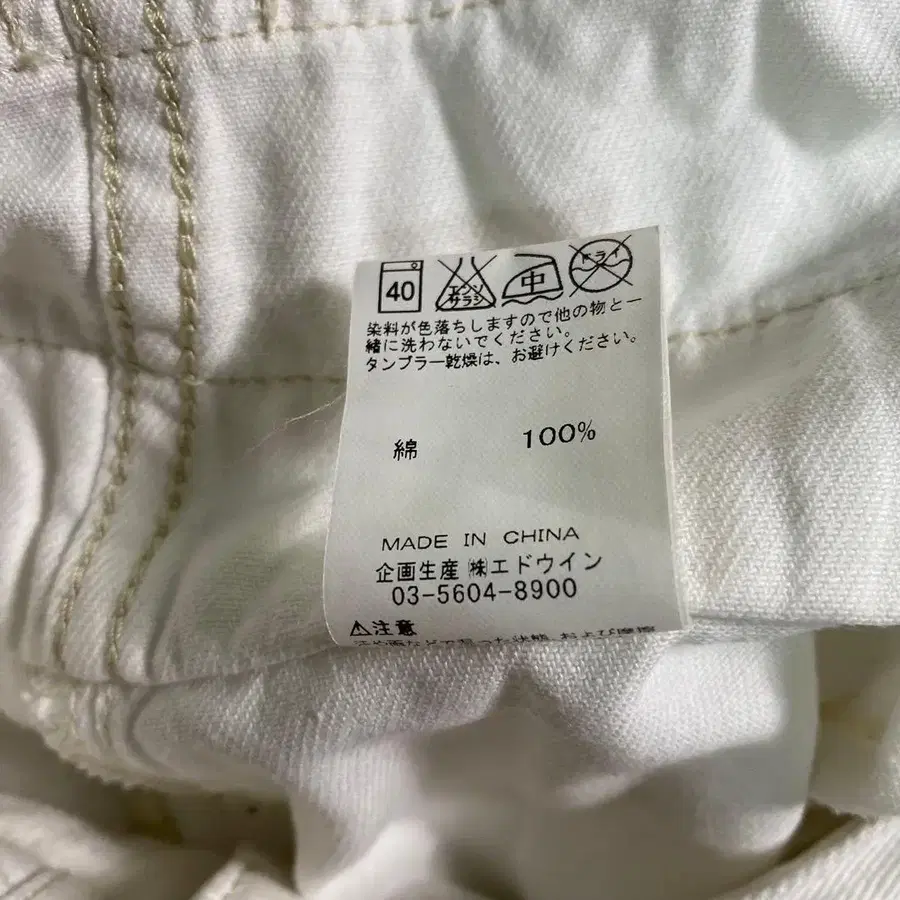 40 エンソ サラシ 中 ドライ
染料が色落ちしますので他の物と一
緒に洗わないでください。
タンブラー乾燥は、お避けください。
綿 100%
MADE IN CHINA
企画生産 ㈱エドウイン
03-5604-8900
⚠注意